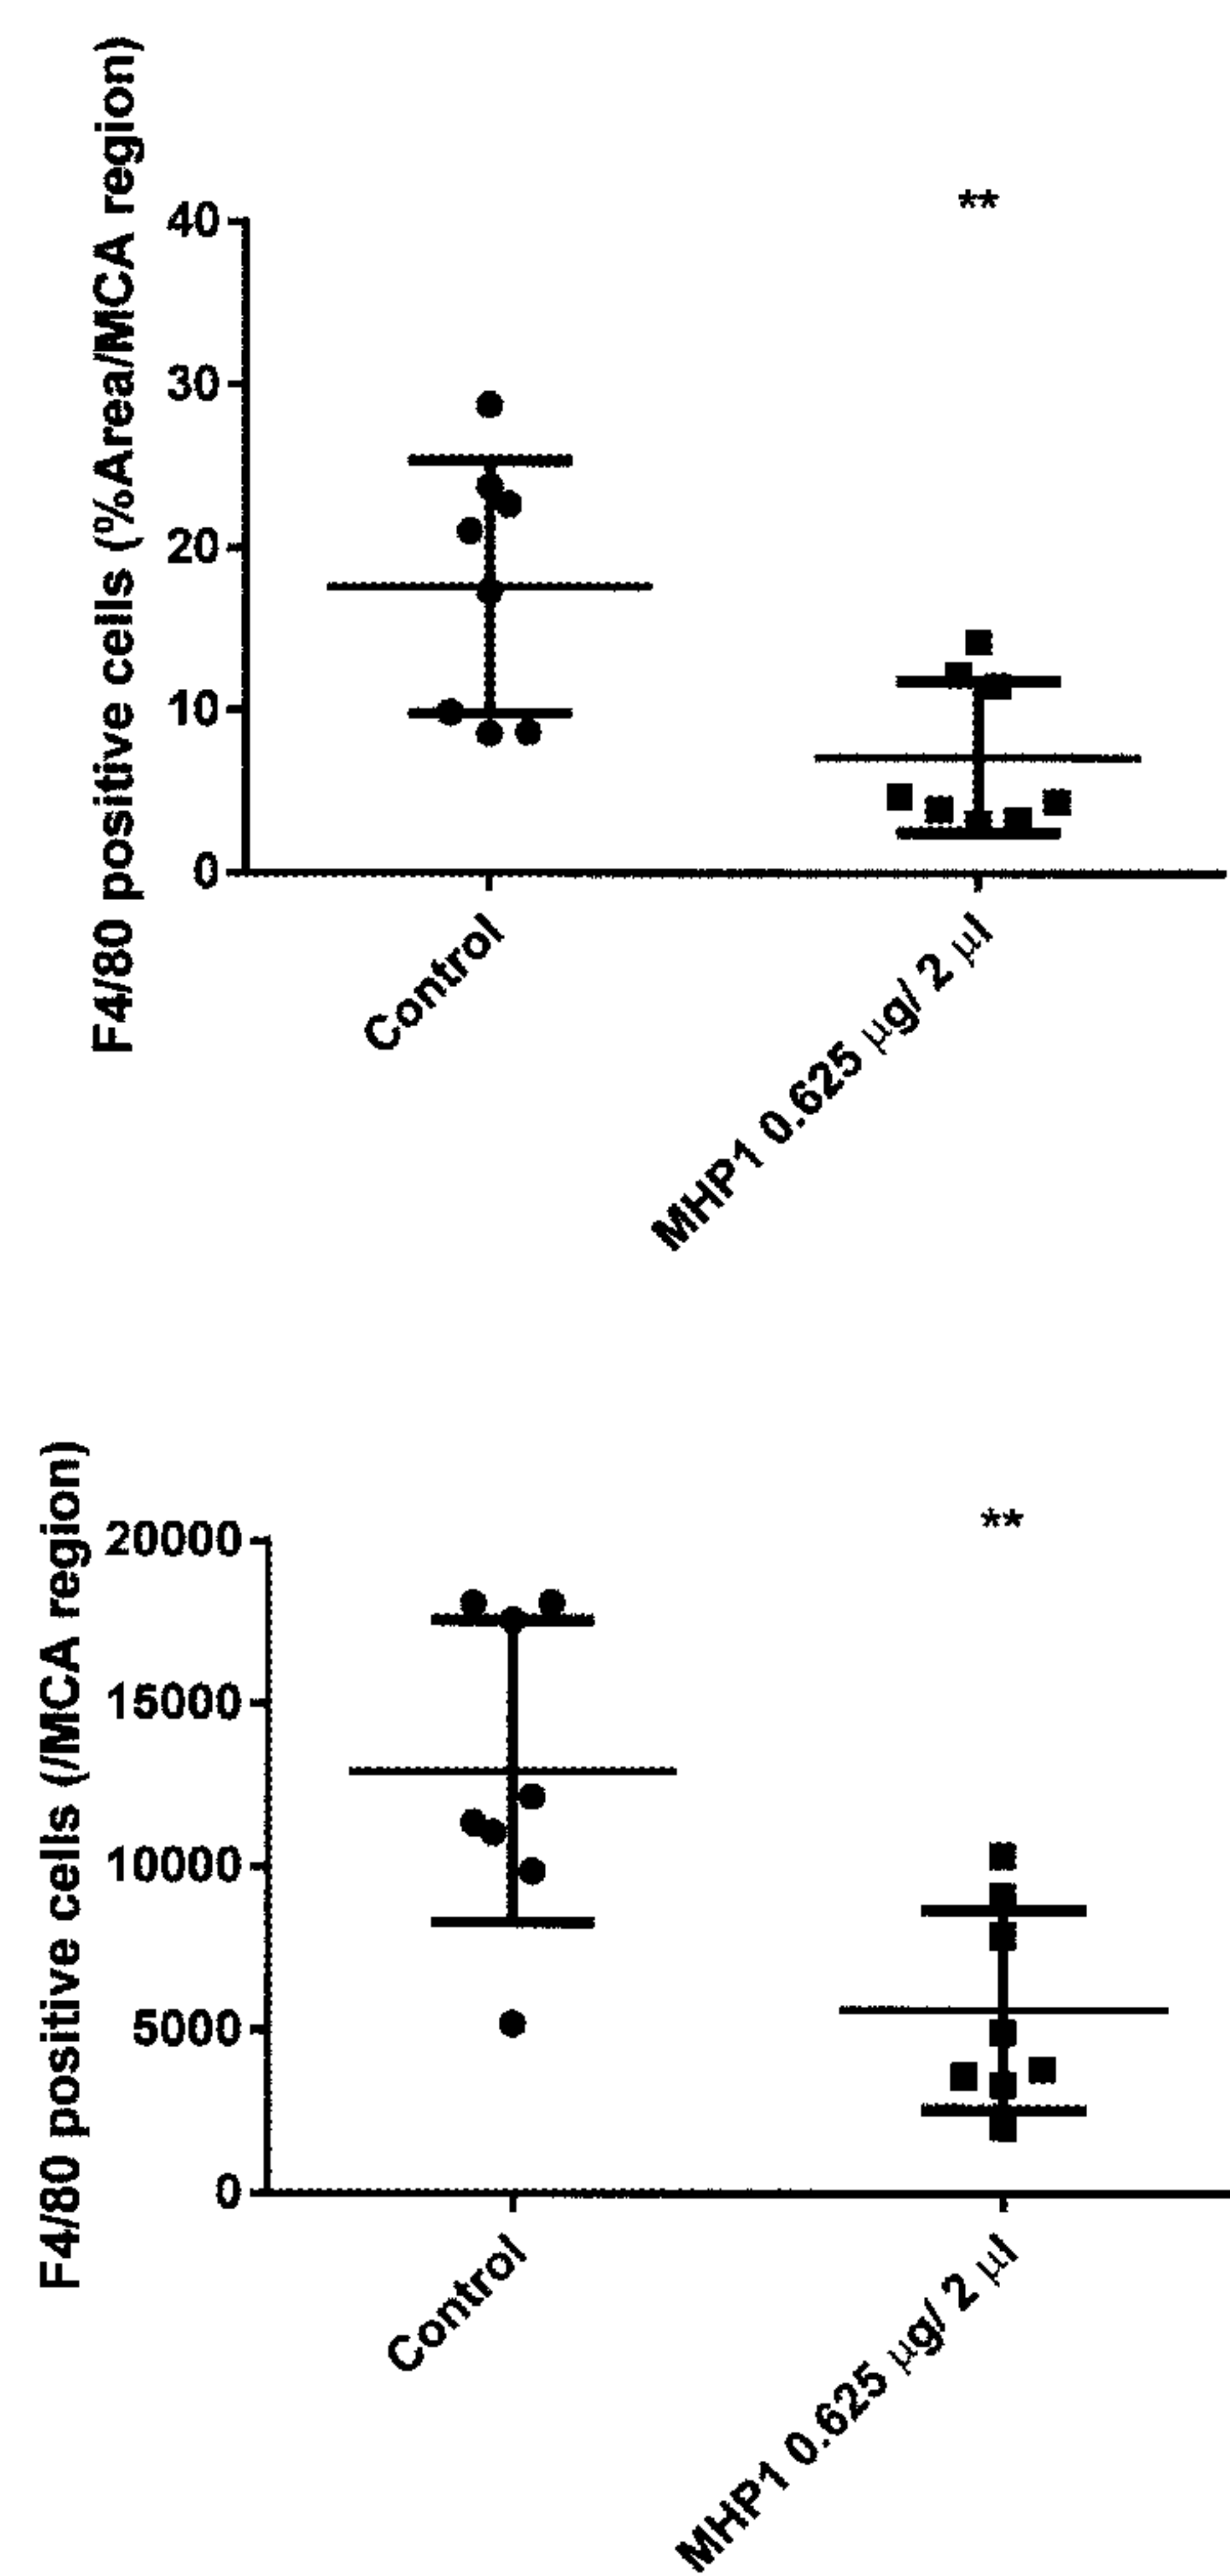 F4/80 positive cells (%Area/MCA region)
40
30
20
10
0
**
Control
MHP1 0.625 μg/ 2 μl
F4/80 positive cells (/MCA region)
20000
15000
10000
5000
0
**
Control
MHP1 0.625 μg/ 2 μl